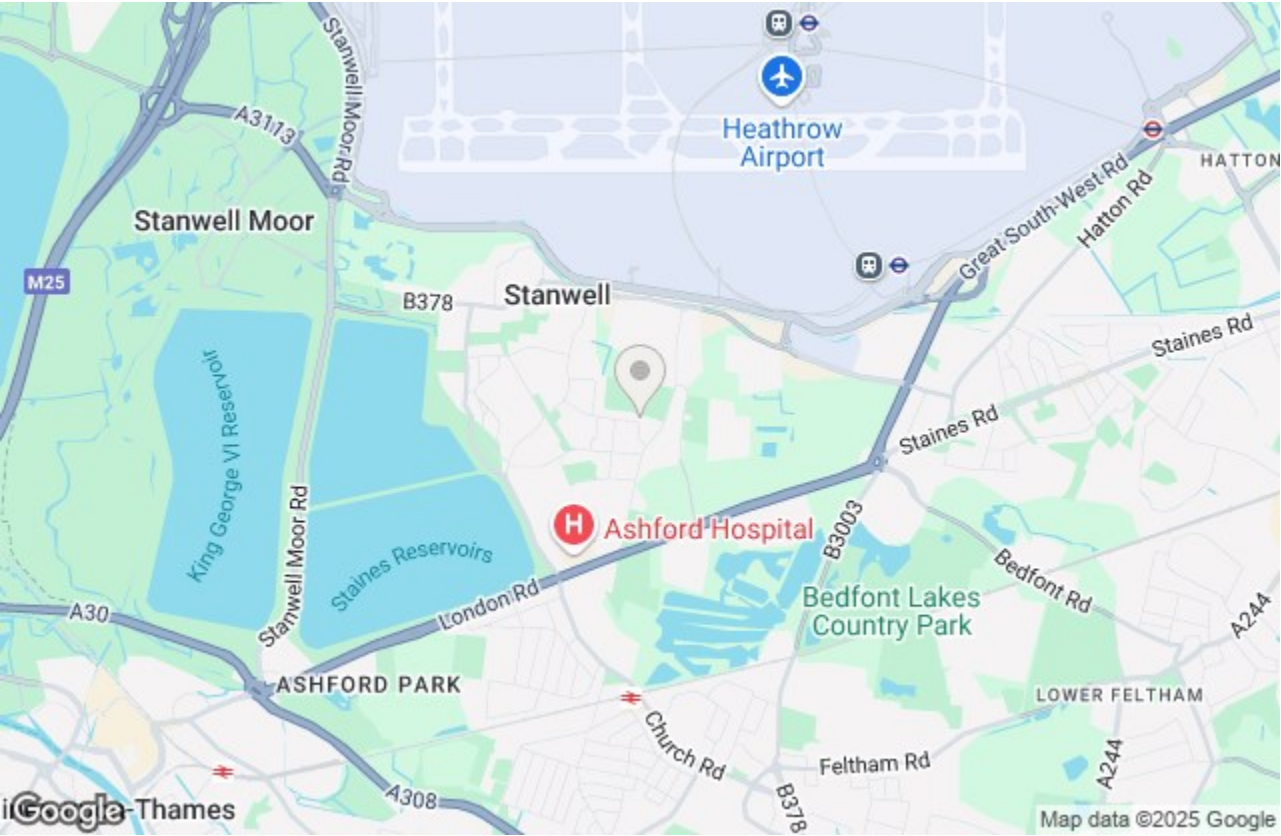 Stanwell Moor Rd
A3113
Heathrow
Airport
HATTON
Great South-West Rd
Hatton Rd
Stanwell Moor
M25
B378
Stanwell
Staines Rd
King George VI Reservoir
Staines Rd
H
Ashford Hospital
Stanwell Moor Rd
Staines Reservoirs
B3003
Bedfont Rd
London Rd
Bedfont Lakes
Country Park
A30
A244
ASHFORD PARK
LOWER FELTHAM
Church Rd
Feltham Rd
A244
A308
B378
-Thames
Google
Map data ©2025 Google